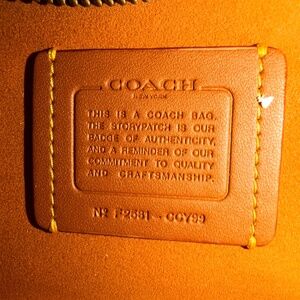 COACH
NEW YORK
THIS IS A COACH BAG.
THE STORYPATCH IS OUR
BADGE OF AUTHENTICITY,
AND A REMINDER OF OUR
COMMITMENT TO QUALITY
AND CRAFTSMANSHIP.
Nº F2581 - CCY99